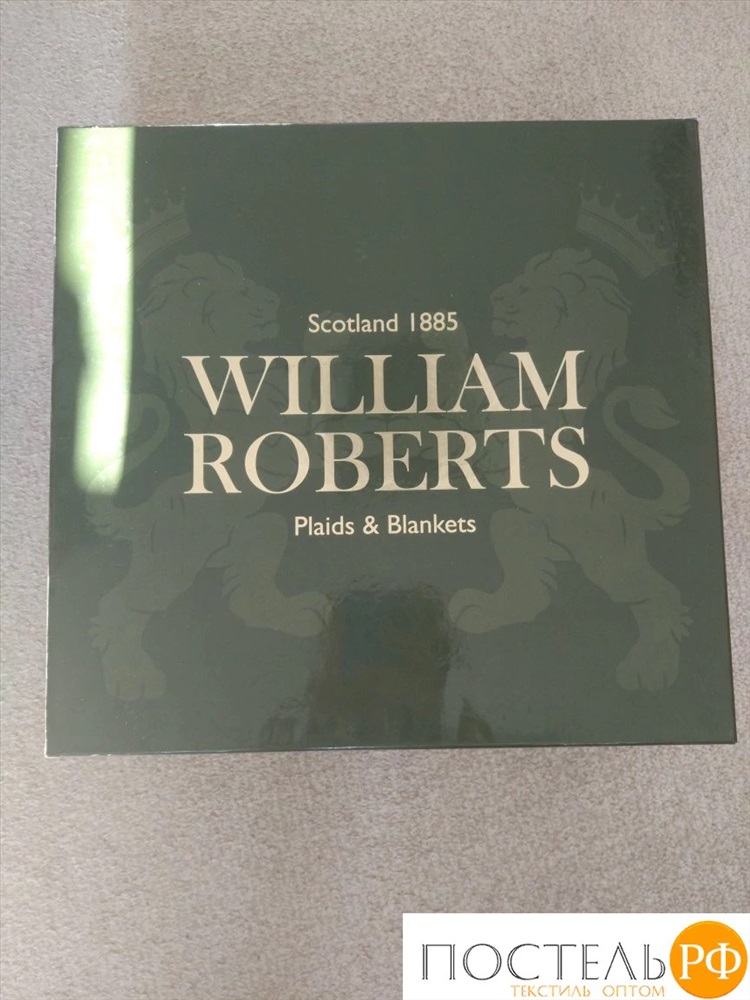 Scotland 1885
WILLIAM
ROBERTS
Plaids & Blankets
ПОСТЕЛЬ РФ
ТЕКСТИЛЬ ОПТОМ